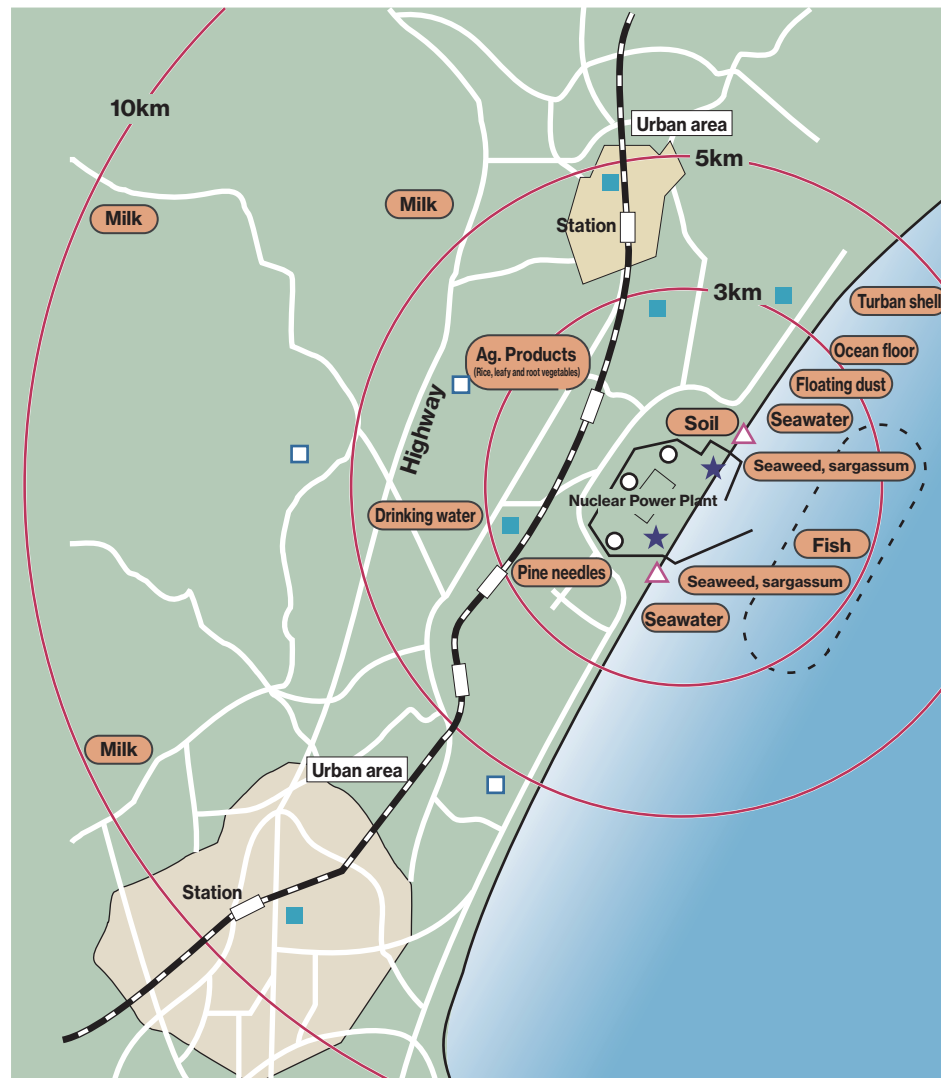 10km
Urban area
5km
Milk
Milk
Station
3km
Turban shell
Ag. Products
(Rice, leafy and root vegetables)
Ocean floor
Floating dust
Highway
Soil
Seawater
Seaweed, sargassum
Nuclear Power Plant
Drinking water
Fish
Pine needles
Seaweed, sargassum
Seawater
Milk
Urban area
Station